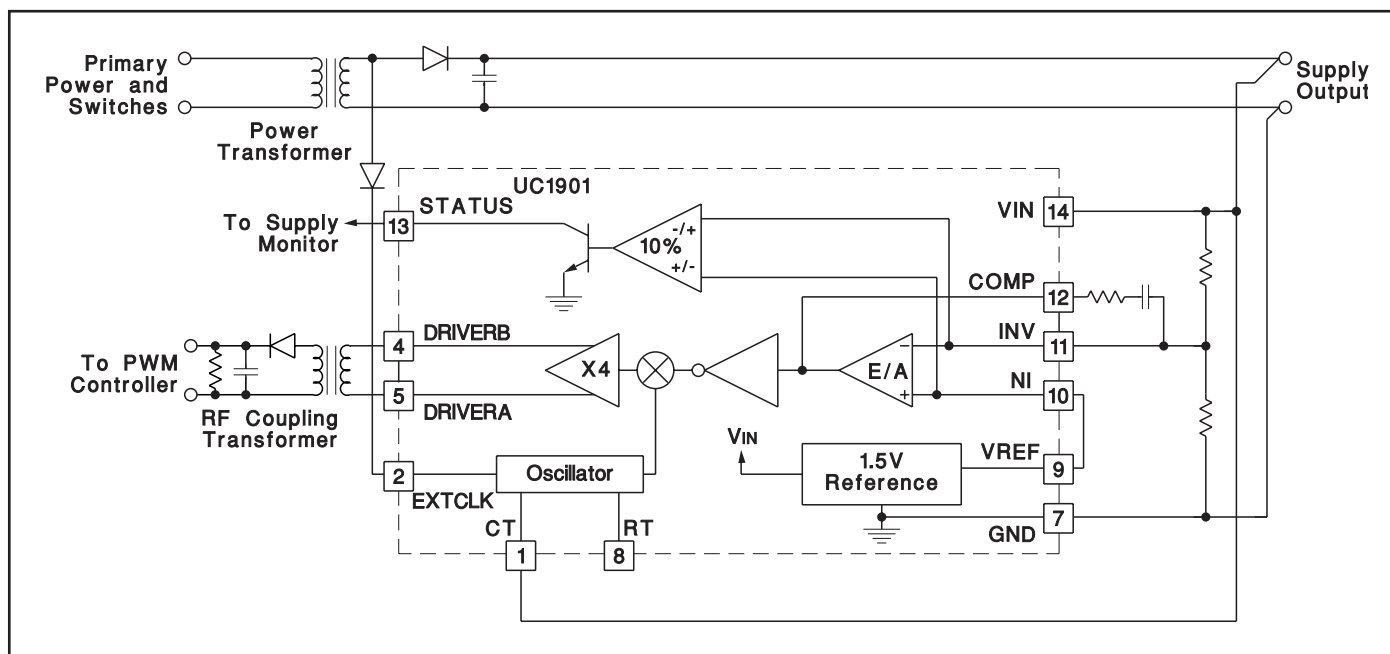 Primary
Power and
Switches
Power
Transformer
Supply
Output
UC1901
STATUS
13
To Supply
Monitor
10%
-/+
+/-
VIN
14
COMP
12
INV
11
NI
10
DRIVERB
4
To PWM
Controller
5
DRIVERA
RF Coupling
Transformer
X4
E/A
−
+
VIN
1.5V
Reference
VREF
9
2
EXTCLK
Oscillator
7
GND
CT
RT
1
8